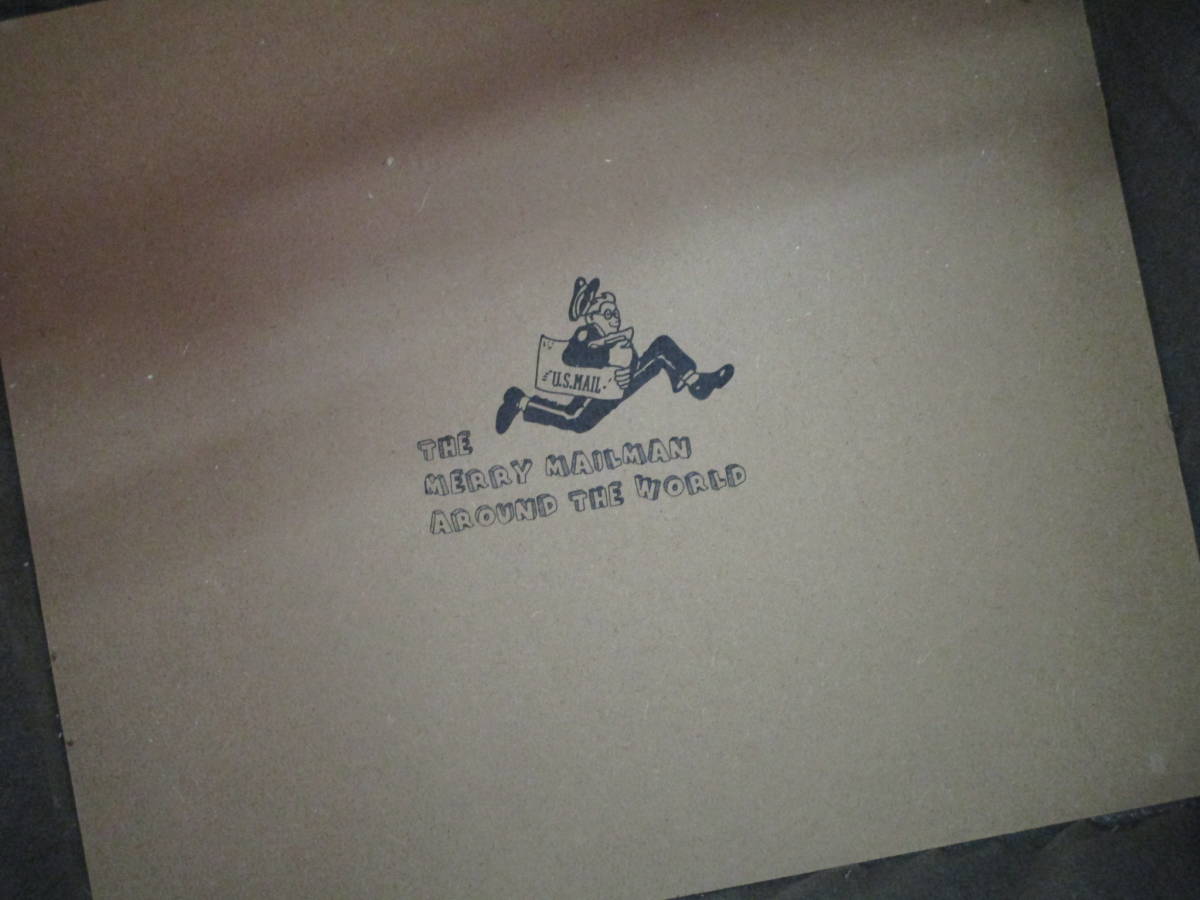 U.S.MAIL
THE
MERRY MAILMAN
AROUND THE WORLD